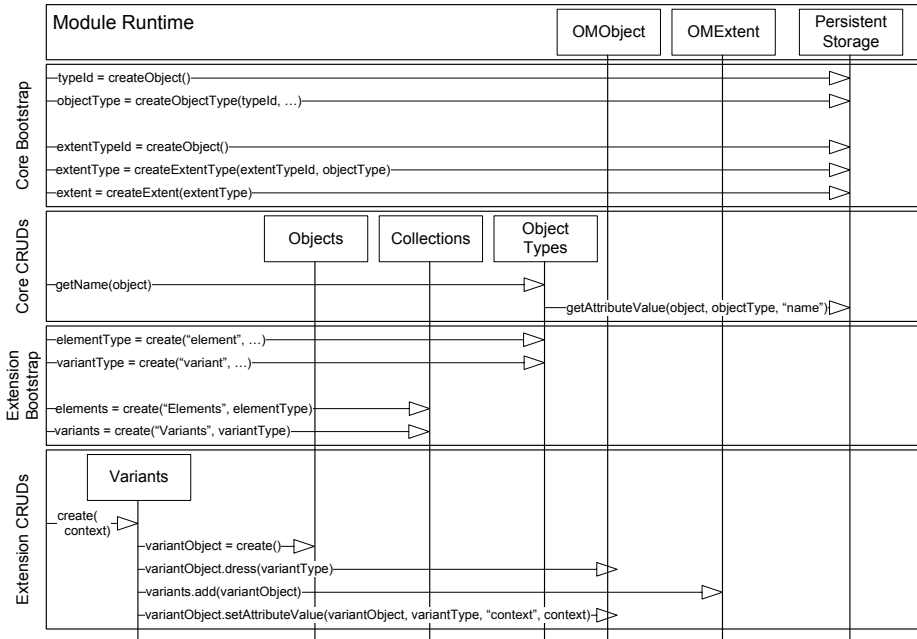 Module Runtime
OMObject
OMExtent
Persistent
Storage
Core Bootstrap
typeId = createObject()
objectType = createObjectType(typeId, …)
extentTypeId = createObject()
extentType = createExtentType(extentTypeId, objectType)
extent = createExtent(extentType)
Core CRUDs
Objects
Collections
Object
Types
getName(object)
getAttributeValue(object, objectType, “name”)
Extension
Bootstrap
elementType = create(“element”, …)
variantType = create(“variant”, …)
elements = create(“Elements”, elementType)
variants = create(“Variants”, variantType)
Extension CRUDs
Variants
create(
context)
variantObject = create()
variantObject.dress(variantType)
variants.add(variantObject)
variantObject.setAttributeValue(variantObject, variantType, “context”, context)